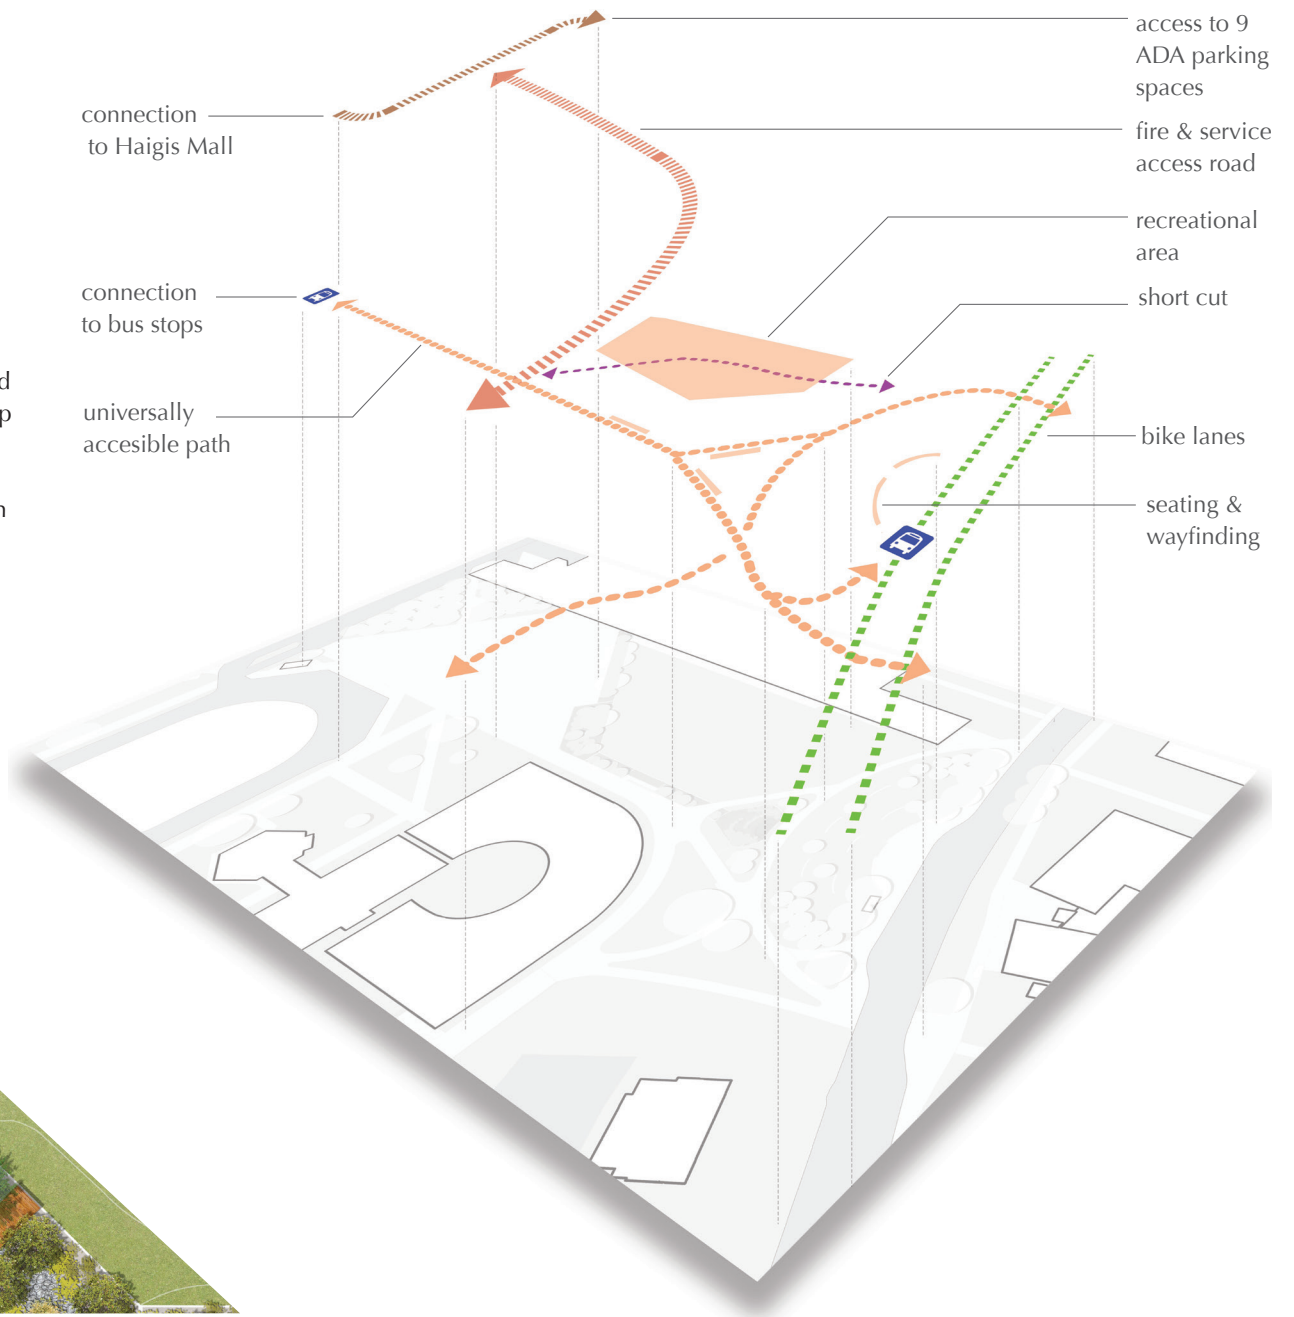 access to 9
ADA parking
spaces
connection
to Haigis Mall
fire & service
access road
recreational
area
connection
to bus stops
short cut
d
p
universally
accesible path
bike lanes
n
seating &
wayfinding